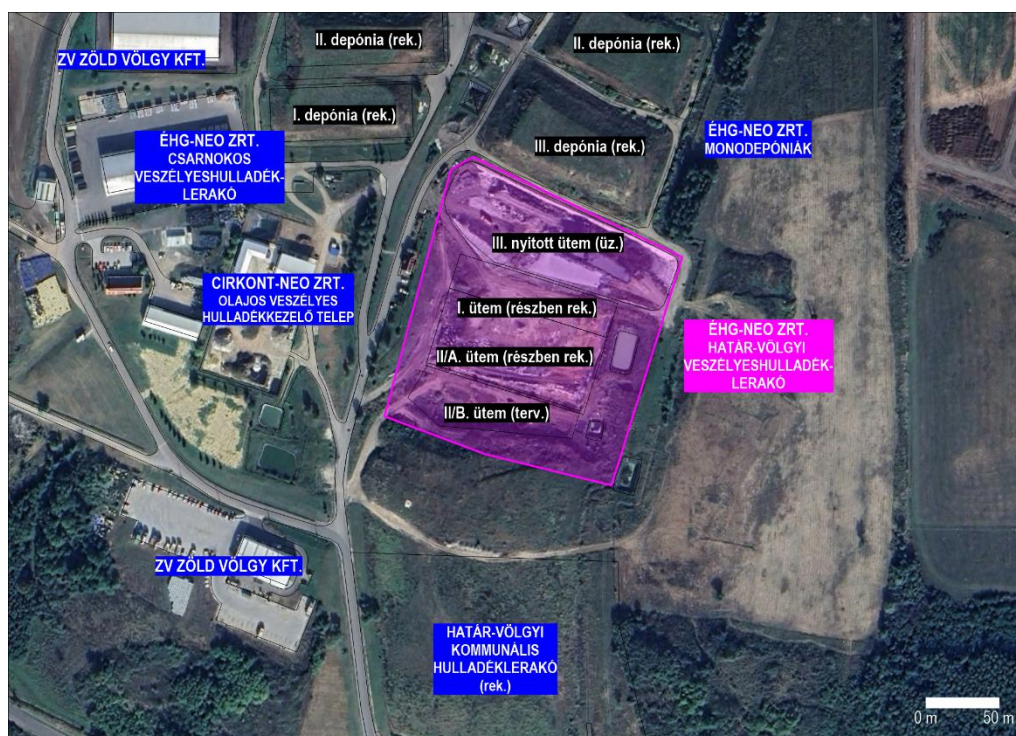 II. depónia (rek.)
II. depónia (rek.)
ZV ZÖLD VÖLGY KFT.
I. depónia (rek.)
ÉHG-NEO ZRT.
CSARNOKOS
VESZÉLYESHULLADÉK-
LERAKÓ
III. depónia (rek.)
ÉHG-NEO ZRT.
MONODEPÓNIÁK
III. nyitott ütem (üz.)
CIRKONT-NEO ZRT.
OLAJOS VESZÉLYES
HULLADÉKKEZELŐ TELEP
I. ütem (részben rek.)
II/A. ütem (részben rek.)
II/B. ütem (terv.)
ÉHG-NEO ZRT.
HATÁR-VÖLGYI
VESZÉLYESHULLADÉK-
LERAKÓ
ZV ZÖLD VÖLGY KFT.
HATÁR-VÖLGYI
KOMMUNÁLIS
HULLADÉKLERAKÓ
(rek.)
0 m 50 m